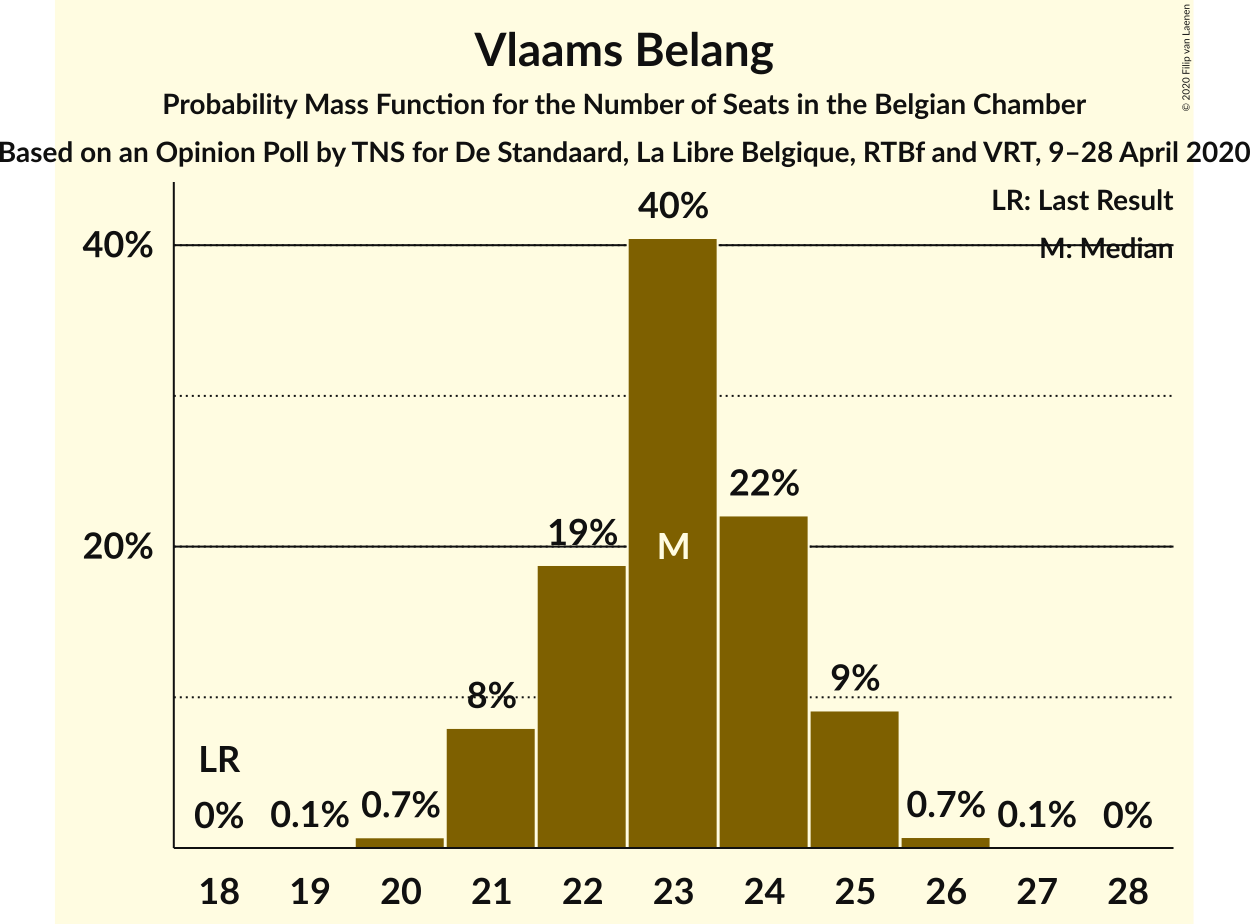 Vlaams Belang
Probability Mass Function for the Number of Seats in the Belgian Chamber
Based on an Opinion Poll by TNS for De Standaard, La Libre Belgique, RTBf and VRT, 9–28 April 2020
© 2020 Filip van Laenen
LR: Last Result
M: Median
40%
20%
LR
0%
0.1%
0.7%
8%
19%
40%
M
22%
9%
0.7%
0.1%
0%
18 19 20 21 22 23 24 25 26 27 28